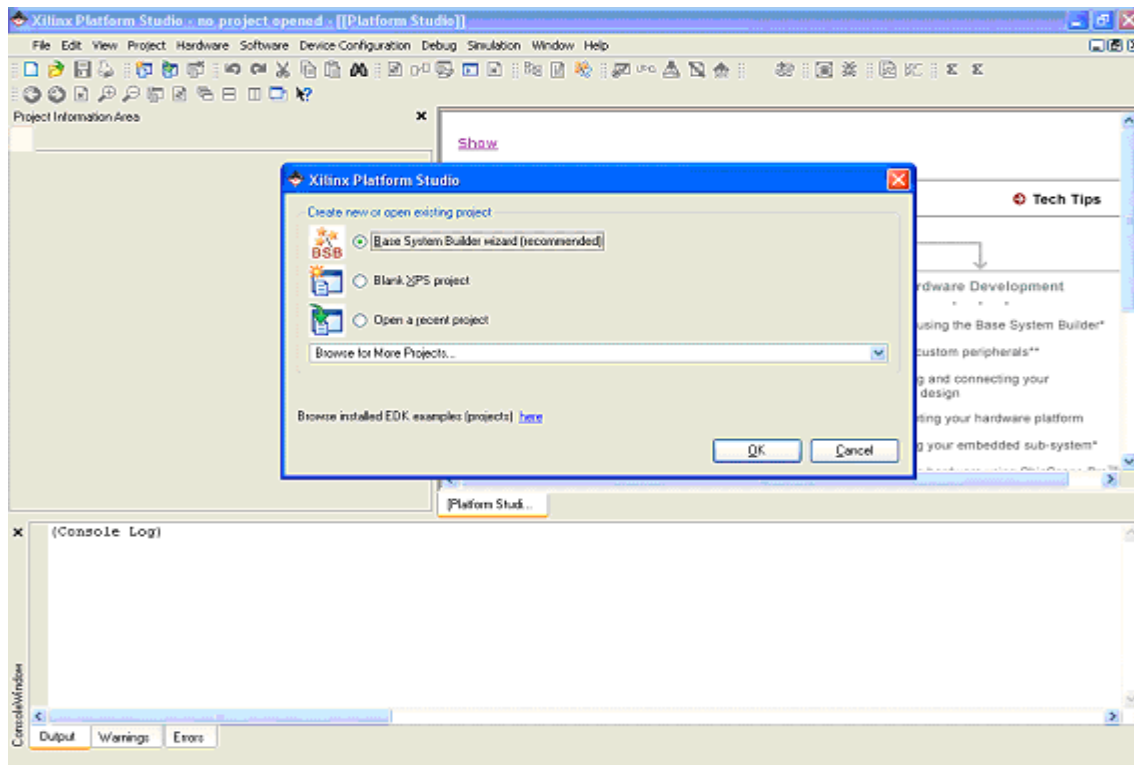 Xilinx Platform Studio - no project opened - [[Platform Studio]]
File Edit View Project Hardware Software Device Configuration Debug Simulation Window Help
Project Information Area
Show
Xilinx Platform Studio
Tech Tips
Create new or open existing project
BSB
Base System Builder wizard (recommended)
Blank XPS project
rdware Development
Open a recent project
using the Base System Builder*
Browse for More Projects...
custom peripherals**
g and connecting your
design
Browse installed EDK examples (projects) here
ting your hardware platform
OK Cancel
g your embedded sub-system*
[Platform Studi...
(Console Log)
ConsoleWindow
Output Warnings Errors